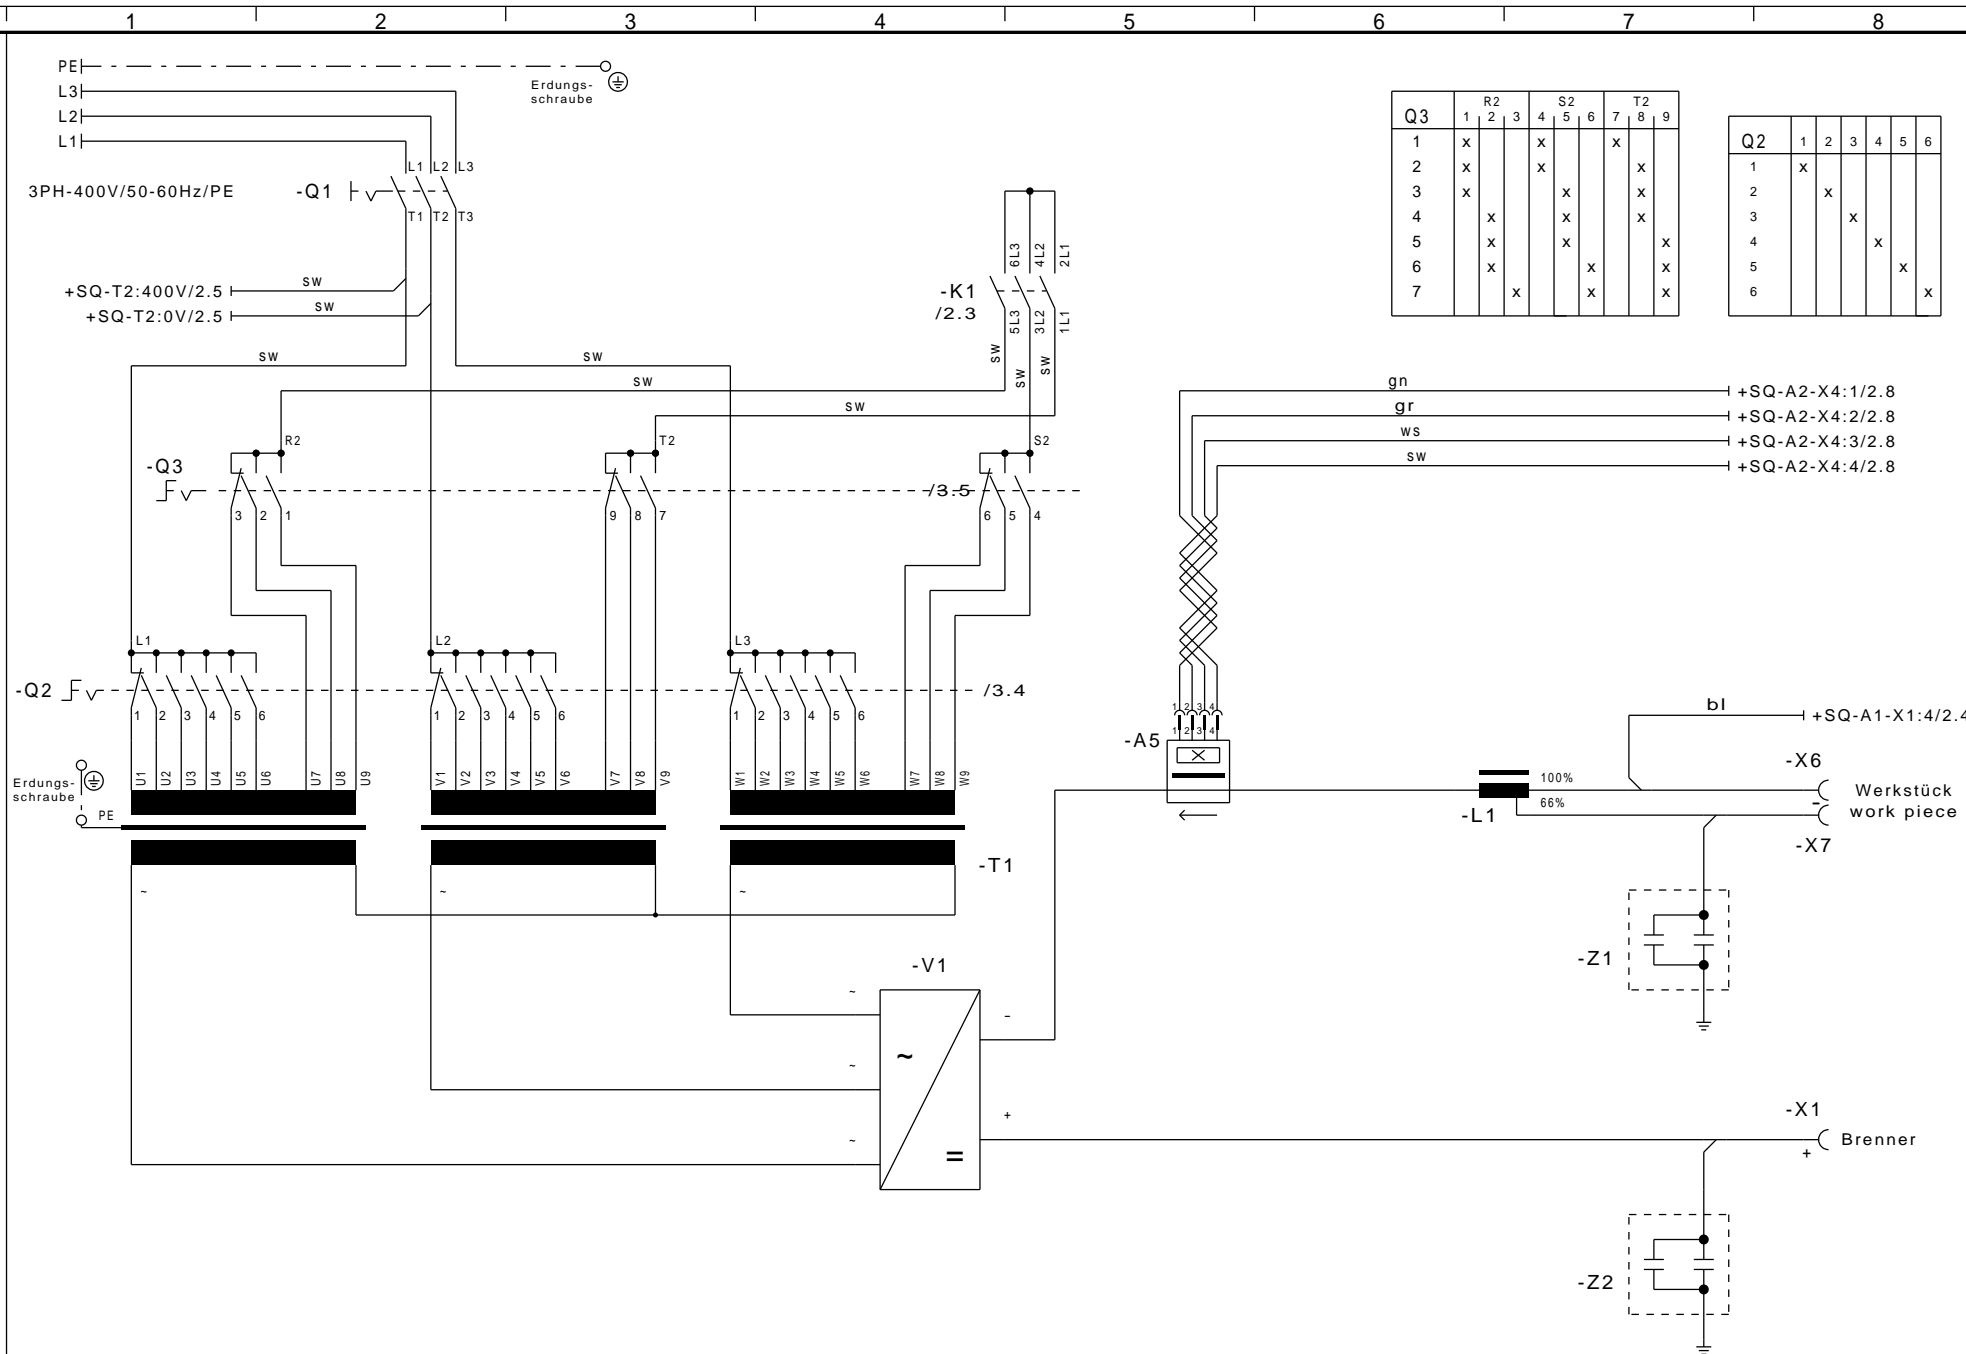 1 2 3 4 5 6 7 8
PE
L3
L2
L1
Erdungs-
schraube
3PH-400V/50-60Hz/PE
-Q1
L1 L2 L3
T1 T2 T3
+SQ-T2:400V/2.5
sw
+SQ-T2:0V/2.5
sw
sw
sw
sw
sw
-K1
/2.3
6L3 4L2 2L1
5L3 3L2 1L1
sw sw sw
Q3 R2 S2 T2
1 2 3 4 5 6 7 8 9
1 x x x
2 x x x
3 x x x
4 x x x
5 x x x
6 x x x
7 x x x
Q2 1 2 3 4 5 6
1 x
2 x
3 x
4 x
5 x
6 x
gn
+SQ-A2-X4:1/2.8
gr
+SQ-A2-X4:2/2.8
ws
+SQ-A2-X4:3/2.8
sw
+SQ-A2-X4:4/2.8
-Q3
R2
T2
S2
/3.5
3 2 1
9 8 7
6 5 4
-Q2
L1
L2
L3
/3.4
1 2 3 4 5 6
1 2 3 4 5 6
1 2 3 4 5 6
U1 U2 U3 U4 U5 U6 U7 U8 U9
V1 V2 V3 V4 V5 V6 V7 V8 V9
W1 W2 W3 W4 W5 W6 W7 W8 W9
Erdungs-
schraube
PE
-T1
~ ~ ~
-A5
1 2 3 4
1 2 3 4
-L1
100%
66%
bl
+SQ-A1-X1:4/2.4
-X6
Werkstück
work piece
-
-X7
-Z1
-V1
~
~
~
~
=
-
+
-X1
Brenner
+
-Z2